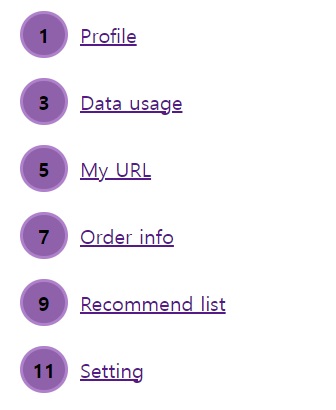 1 Profile
3 Data usage
5 My URL
7 Order info
9 Recommend list
11 Setting